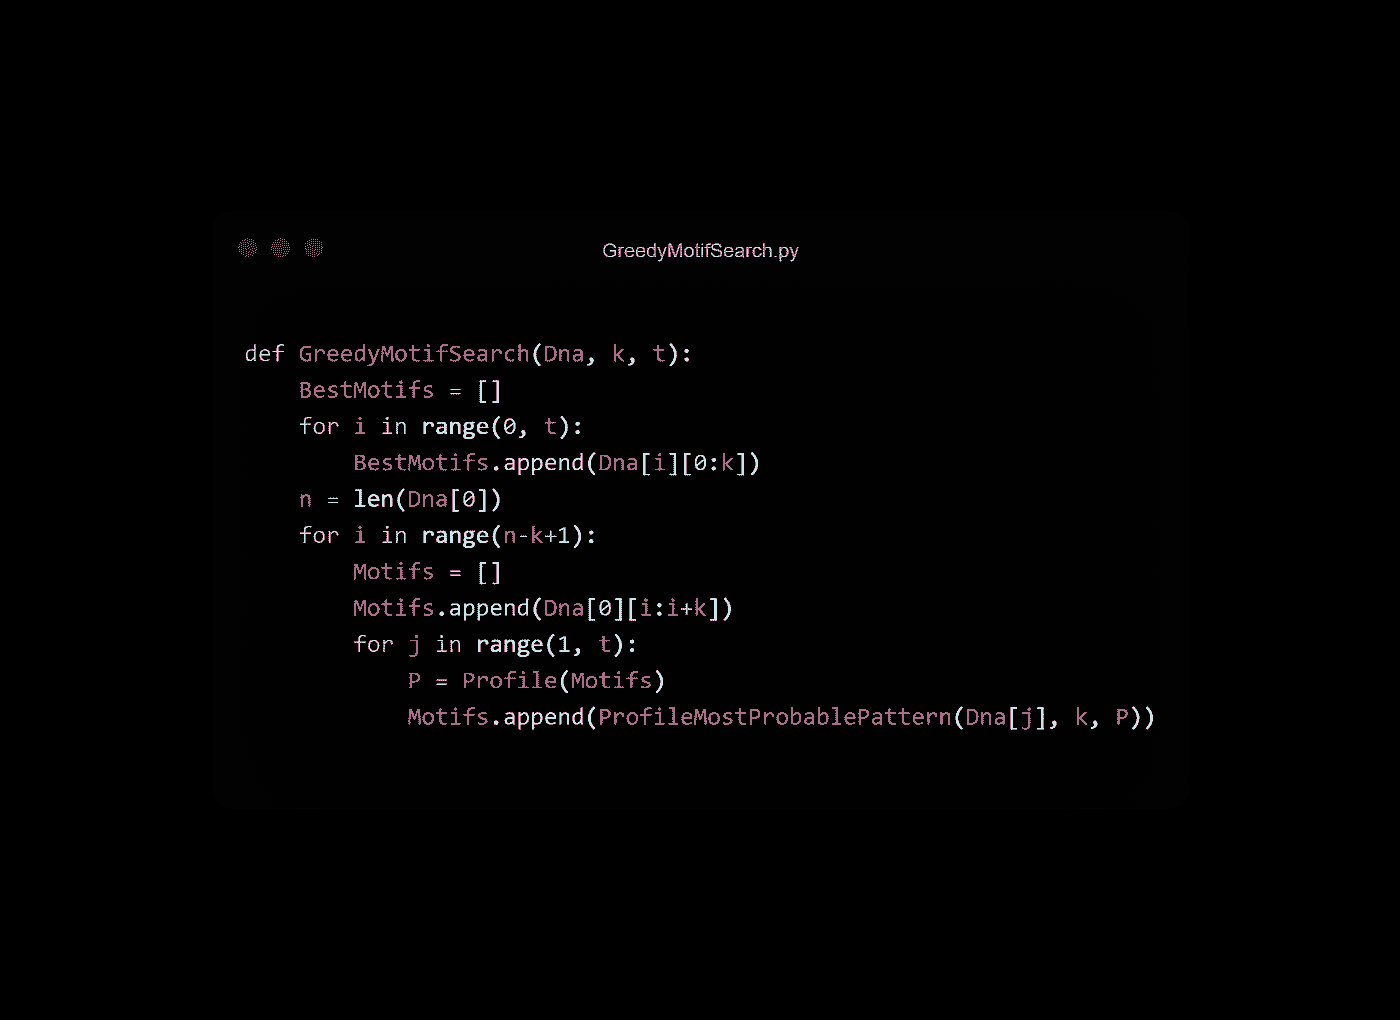 GreedyMotifSearch.py
def GreedyMotifSearch(Dna, k, t):
    BestMotifs = []
    for i in range(0, t):
        BestMotifs.append(Dna[i][0:k])
    n = len(Dna[0])
    for i in range(n-k+1):
        Motifs = []
        Motifs.append(Dna[0][i:i+k])
        for j in range(1, t):
            P = Profile(Motifs)
            Motifs.append(ProfileMostProbablePattern(Dna[j], k, P))